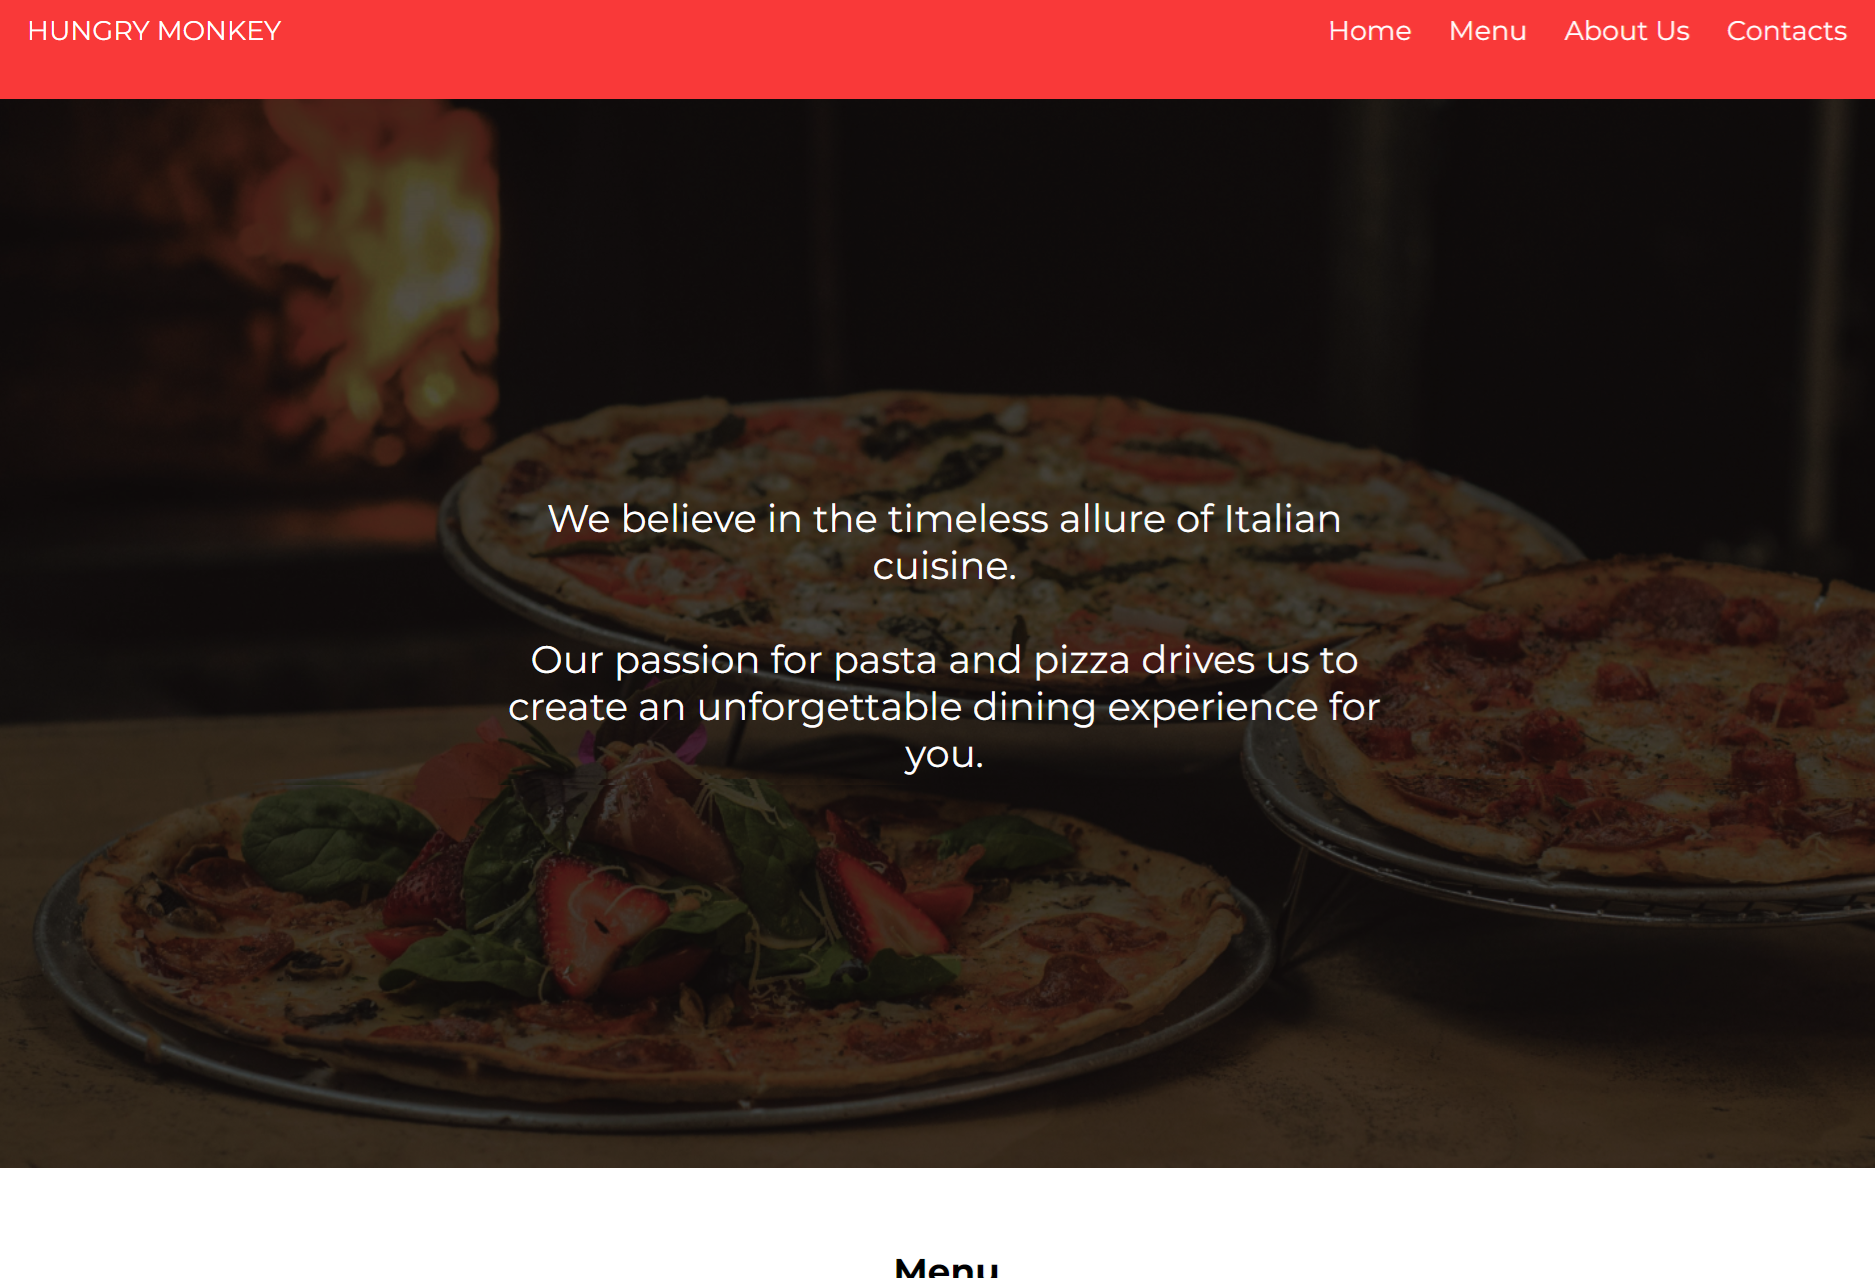 HUNGRY MONKEY
Home Menu About Us Contacts
We believe in the timeless allure of Italian
cuisine.
Our passion for pasta and pizza drives us to
create an unforgettable dining experience for
you.
Menu